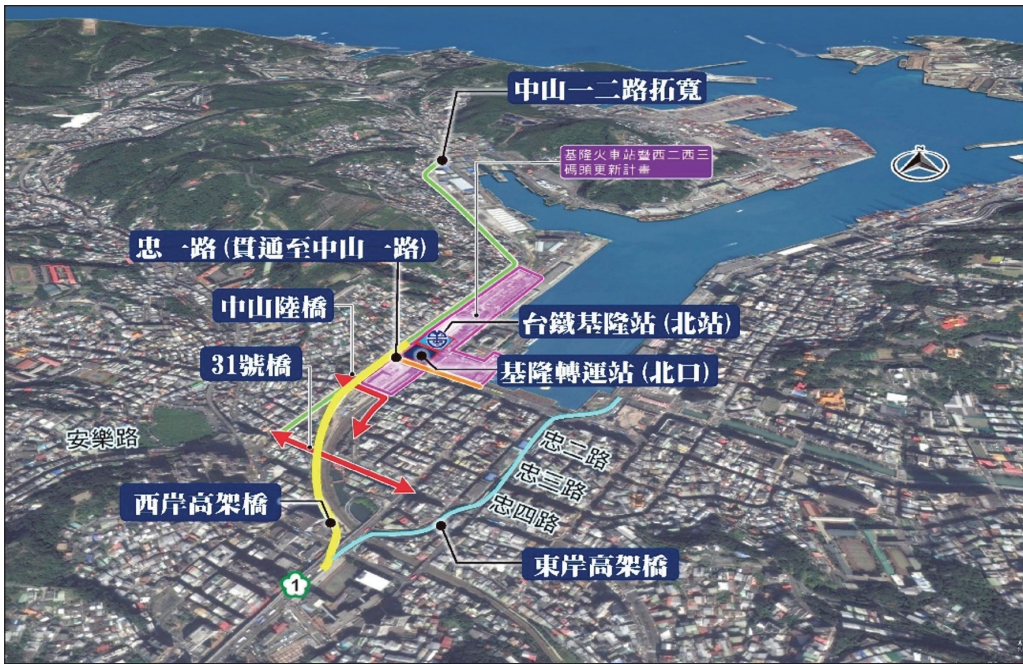 中山一二路拓寬
基隆火車站暨西二西三
碼頭更新計畫
N
忠一路(貫通至中山一路)
中山陸橋
台鐵基隆站(北站)
31號橋
基隆轉運站(北口)
安樂路
忠二路
忠三路
忠四路
西岸高架橋
東岸高架橋
1